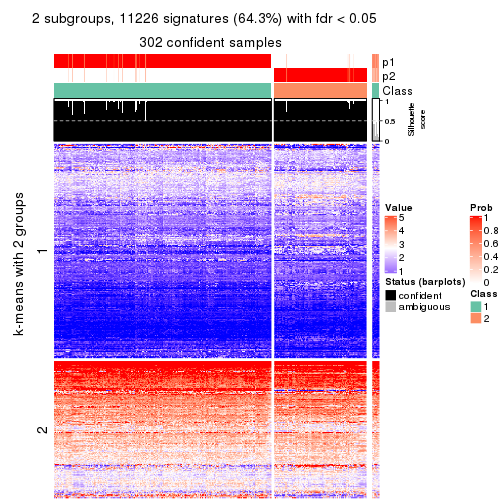 2 subgroups, 11226 signatures (64.3%) with fdr < 0.05
302 confident samples
p1
p2
Class
1
0.5
0
Silhouette
score
k-means with 2 groups
1
2
Value
5
4
3
2
1
Status (barplots)
confident
ambiguous
Prob
1
0.8
0.6
0.4
0.2
0
Class
1
2